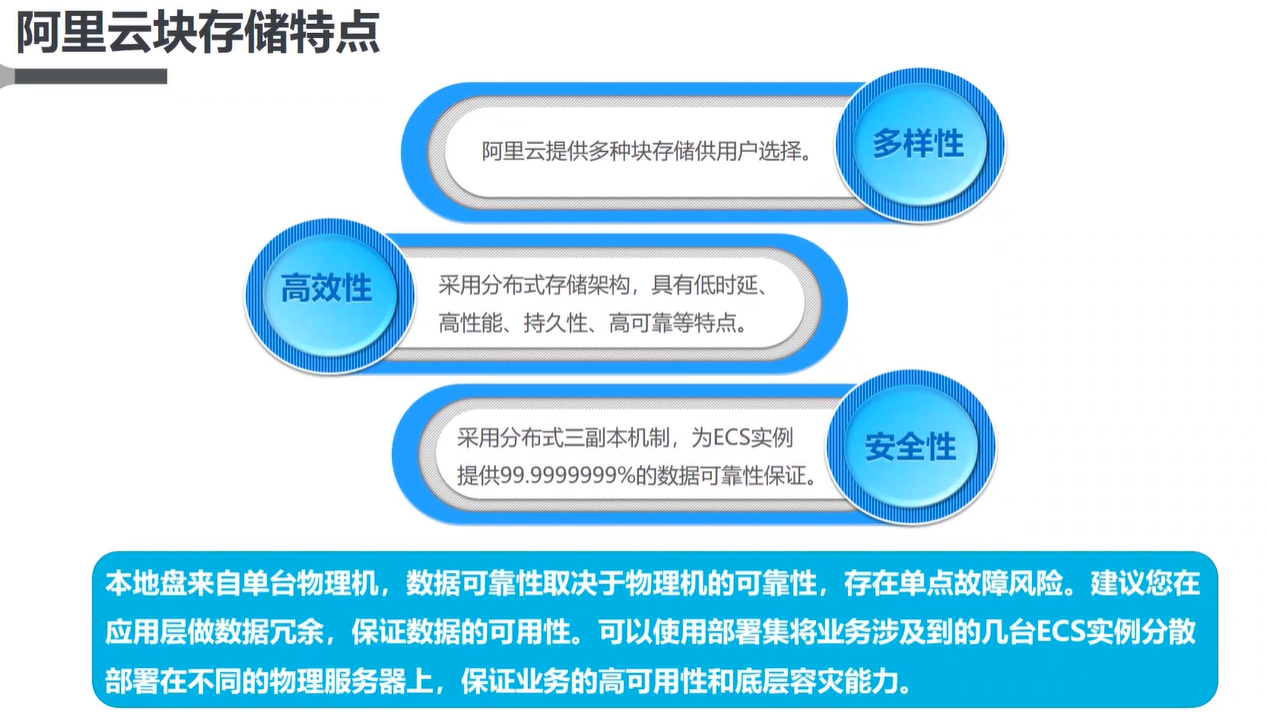 阿里云块存储特点
阿里云提供多种块存储供用户选择。
多样性
高效性
采用分布式存储架构，具有低时延、
高性能、持久性、高可靠等特点。
采用分布式三副本机制，为ECS实例
提供99.9999999%的数据可靠性保证。
安全性
本地盘来自单台物理机，数据可靠性取决于物理机的可靠性，存在单点故障风险。建议您在
应用层做数据冗余，保证数据的可用性。可以使用部署集将业务涉及到的几台ECS实例分散
部署在不同的物理服务器上，保证业务的高可用性和底层容灾能力。